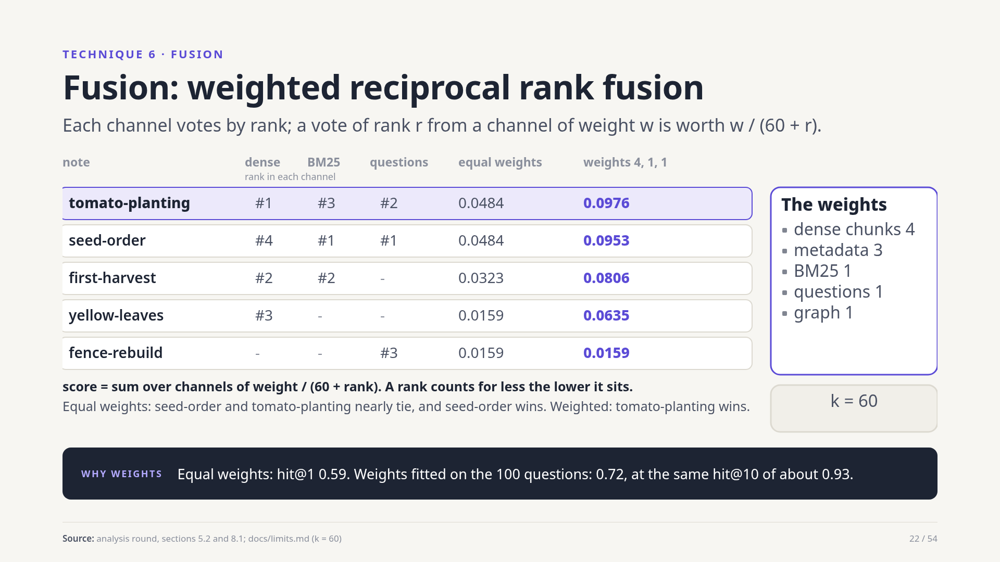 TECHNIQUE 6 · FUSION
Fusion: weighted reciprocal rank fusion
Each channel votes by rank; a vote of rank r from a channel of weight w is worth w / (60 + r).
note dense BM25 questions equal weights weights 4, 1, 1
rank in each channel
tomato-planting #1 #3 #2 0.0484 0.0976
seed-order #4 #1 #1 0.0484 0.0953
first-harvest #2 #2 - 0.0323 0.0806
yellow-leaves #3 - - 0.0159 0.0635
fence-rebuild - - #3 0.0159 0.0159
score = sum over channels of weight / (60 + rank). A rank counts for less the lower it sits.
Equal weights: seed-order and tomato-planting nearly tie, and seed-order wins. Weighted: tomato-planting wins.
The weights
▪ dense chunks 4
▪ metadata 3
▪ BM25 1
▪ questions 1
▪ graph 1
k = 60
WHY WEIGHTS Equal weights: hit@1 0.59. Weights fitted on the 100 questions: 0.72, at the same hit@10 of about 0.93.
Source: analysis round, sections 5.2 and 8.1; docs/limits.md (k = 60)
22 / 54